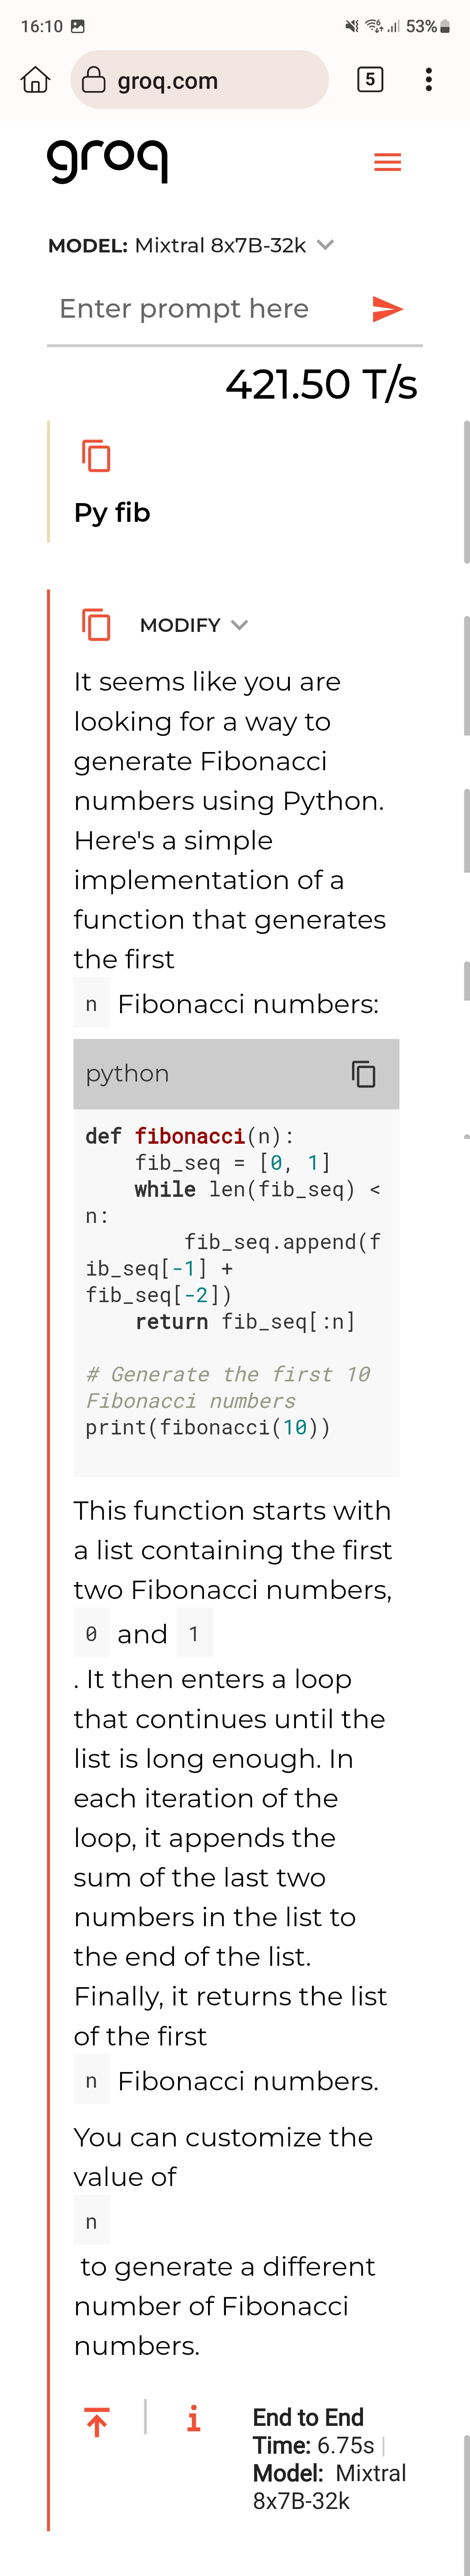 16:10 53%
groq.com 5
groq
MODEL: Mixtral 8x7B-32k
Enter prompt here
421.50 T/s
Py fib
MODIFY
It seems like you are
looking for a way to
generate Fibonacci
numbers using Python.
Here's a simple
implementation of a
function that generates
the first
n Fibonacci numbers:
python
def fibonacci(n):
    fib_seq = [0, 1]
    while len(fib_seq) <
n:
        fib_seq.append(f
ib_seq[-1] +
fib_seq[-2])
    return fib_seq[:n]
# Generate the first 10
Fibonacci numbers
print(fibonacci(10))
This function starts with
a list containing the first
two Fibonacci numbers,
0 and 1
. It then enters a loop
that continues until the
list is long enough. In
each iteration of the
loop, it appends the
sum of the last two
numbers in the list to
the end of the list.
Finally, it returns the list
of the first
n Fibonacci numbers.
You can customize the
value of
n
to generate a different
number of Fibonacci
numbers.
End to End
Time: 6.75s |
Model: Mixtral
8x7B-32k